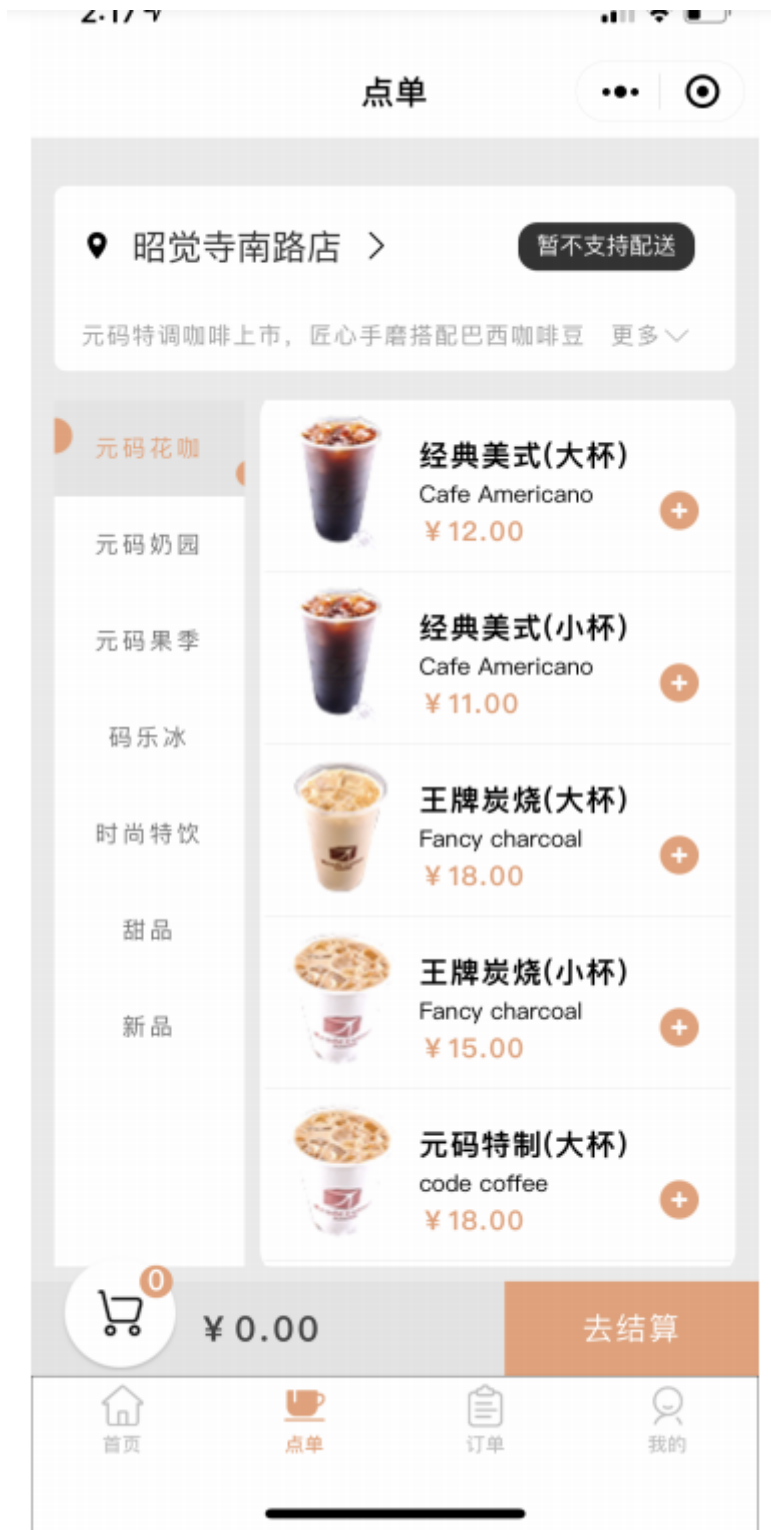 点单
昭觉寺南路店
暂不支持配送
元码特调咖啡上市，匠心手磨搭配巴西咖啡豆 更多
元码花咖
元码奶园
元码果季
码乐冰
时尚特饮
甜品
新品
经典美式(大杯)
Cafe Americano
￥12.00
经典美式(小杯)
Cafe Americano
￥11.00
王牌炭烧(大杯)
Fancy charcoal
￥18.00
王牌炭烧(小杯)
Fancy charcoal
￥15.00
元码特制(大杯)
code coffee
￥18.00
0
￥0.00
去结算
首页
点单
订单
我的